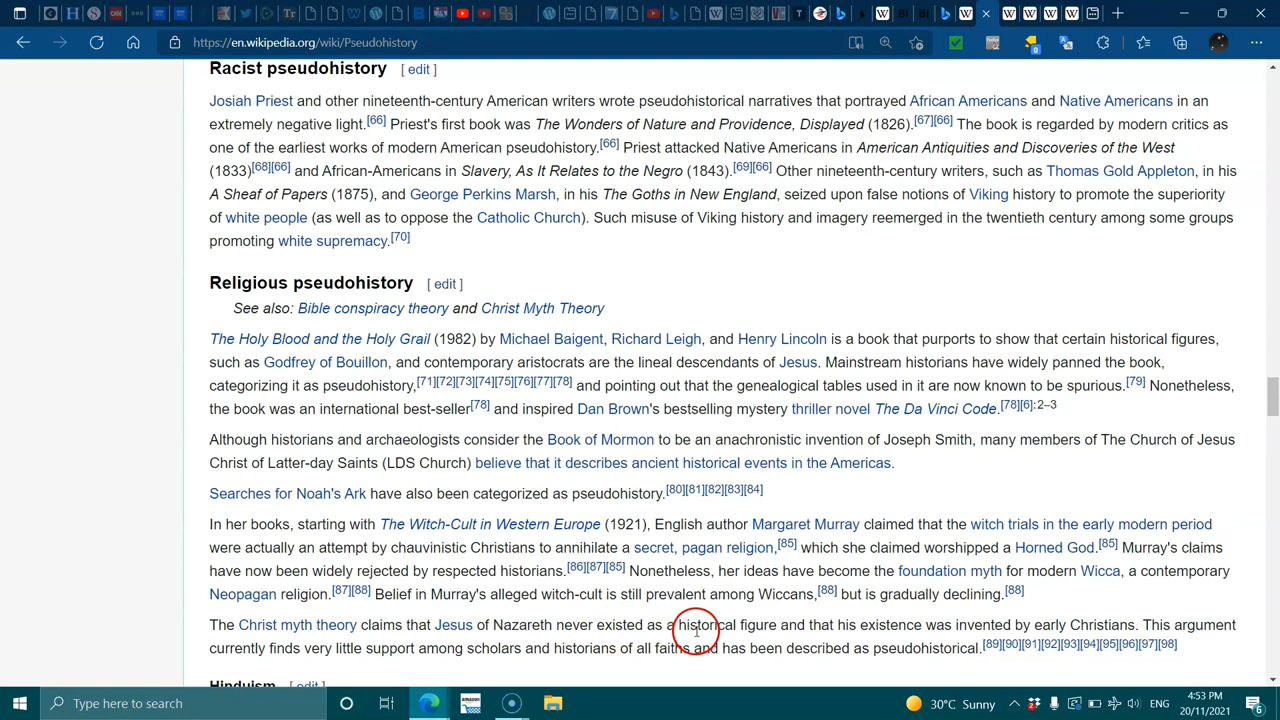 https://en.wikipedia.org/wiki/Pseudohistory
Racist pseudohistory [ edit ]
Josiah Priest and other nineteenth-century American writers wrote pseudohistorical narratives that portrayed African Americans and Native Americans in an
extremely negative light.[66] Priest's first book was The Wonders of Nature and Providence, Displayed (1826).[67][66] The book is regarded by modern critics as
one of the earliest works of modern American pseudohistory.[66] Priest attacked Native Americans in American Antiquities and Discoveries of the West
(1833)[68][66] and African-Americans in Slavery, As It Relates to the Negro (1843).[69][66] Other nineteenth-century writers, such as Thomas Gold Appleton, in his
A Sheaf of Papers (1875), and George Perkins Marsh, in his The Goths in New England, seized upon false notions of Viking history to promote the superiority
of white people (as well as to oppose the Catholic Church). Such misuse of Viking history and imagery reemerged in the twentieth century among some groups
promoting white supremacy.[70]
Religious pseudohistory [ edit ]
See also: Bible conspiracy theory and Christ Myth Theory
The Holy Blood and the Holy Grail (1982) by Michael Baigent, Richard Leigh, and Henry Lincoln is a book that purports to show that certain historical figures,
such as Godfrey of Bouillon, and contemporary aristocrats are the lineal descendants of Jesus. Mainstream historians have widely panned the book,
categorizing it as pseudohistory,[71][72][73][74][75][76][77][78] and pointing out that the genealogical tables used in it are now known to be spurious.[79] Nonetheless,
the book was an international best-seller[78] and inspired Dan Brown's bestselling mystery thriller novel The Da Vinci Code.[78][6]:2–3
Although historians and archaeologists consider the Book of Mormon to be an anachronistic invention of Joseph Smith, many members of The Church of Jesus
Christ of Latter-day Saints (LDS Church) believe that it describes ancient historical events in the Americas.
Searches for Noah's Ark have also been categorized as pseudohistory.[80][81][82][83][84]
In her books, starting with The Witch-Cult in Western Europe (1921), English author Margaret Murray claimed that the witch trials in the early modern period
were actually an attempt by chauvinistic Christians to annihilate a secret, pagan religion,[85] which she claimed worshipped a Horned God.[85] Murray's claims
have now been widely rejected by respected historians.[86][87][85] Nonetheless, her ideas have become the foundation myth for modern Wicca, a contemporary
Neopagan religion.[87][88] Belief in Murray's alleged witch-cult is still prevalent among Wiccans,[88] but is gradually declining.[88]
The Christ myth theory claims that Jesus of Nazareth never existed as a historical figure and that his existence was invented by early Christians. This argument
currently finds very little support among scholars and historians of all faiths and has been described as pseudohistorical.[89][90][91][92][93][94][95][96][97][98]
Hinduism [ edit ]
Type here to search
30°C Sunny
ENG
4:53 PM
20/11/2021